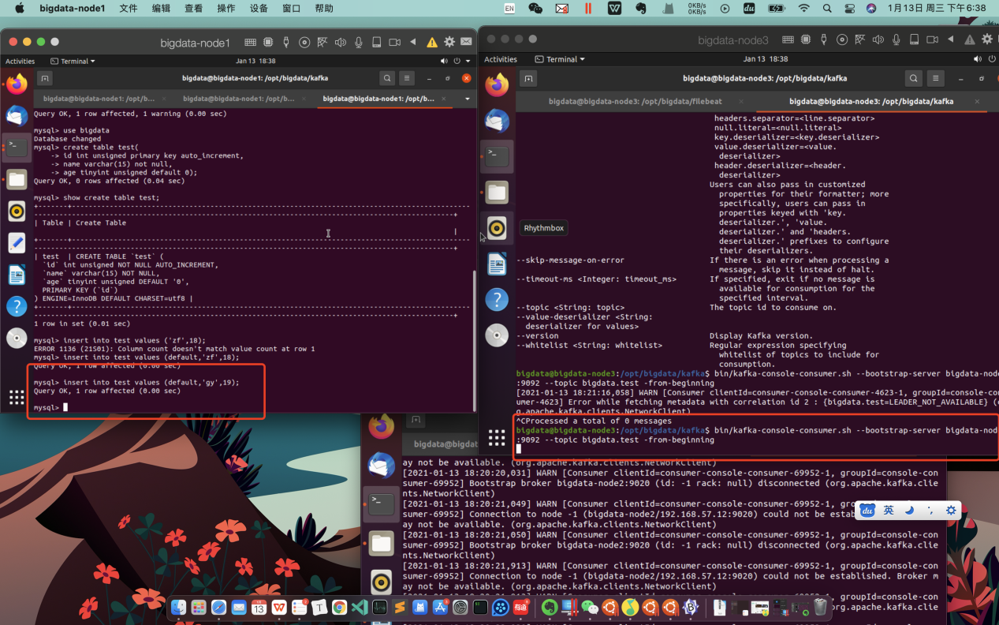 bigdata-node1 文件 编辑 查看 操作 设备 窗口 帮助
EN
0KB/s
0KB/s
1月13日 周三 下午6:38
bigdata-node1
Activities Terminal Jan 13 18:38
bigdata@bigdata-node1: /opt/bigdata/kafka
bigdata@bigdata-node1: /opt/b... bigdata@bigdata-node1: /opt/b... bigdata@bigdata-node1: /opt/b...
Query OK, 1 row affected, 1 warning (0.00 sec)
mysql> use bigdata
Database changed
mysql> create table test(
-> id int unsigned primary key auto_increment,
-> name varchar(15) not null,
-> age tinyint unsigned default 0);
Query OK, 0 rows affected (0.04 sec)
mysql> show create table test;
| Table | Create Table
|
| test | CREATE TABLE `test` (
`id` int unsigned NOT NULL AUTO_INCREMENT,
`name` varchar(15) NOT NULL,
`age` tinyint unsigned DEFAULT '0',
PRIMARY KEY (`id`)
) ENGINE=InnoDB DEFAULT CHARSET=utf8 |
1 row in set (0.01 sec)
mysql> insert into test values ('zf',18);
ERROR 1136 (21S01): Column count doesn't match value count at row 1
mysql> insert into test values (default,'zf',18);
Query OK, 1 row affected (0.00 sec)
mysql> insert into test values (default,'gy',19);
Query OK, 1 row affected (0.00 sec)
mysql>
bigdata-node3
Activities Terminal Jan 13 18:38
bigdata@bigdata-node3: /opt/bigdata/kafka
bigdata@bigdata-node3: /opt/bigdata/filebeat bigdata@bigdata-node3: /opt/bigdata/kafka
headers.separator=<line.separator>
null.literal=<null.literal>
key.deserializer=<key.deserializer>
value.deserializer=<value.
deserializer>
header.deserializer=<header.
deserializer>
Users can also pass in customized
properties for their formatter; more
specifically, users can pass in
properties keyed with 'key.
deserializer.', 'value.
deserializer.' and 'headers.
deserializer.' prefixes to configure
their deserializers.
Rhythmbox
--skip-message-on-error If there is an error when processing a
message, skip it instead of halt.
--timeout-ms <Integer: timeout_ms> If specified, exit if no message is
available for consumption for the
specified interval.
--topic <String: topic> The topic id to consume on.
--value-deserializer <String:
deserializer for values>
--version Display Kafka version.
--whitelist <String: whitelist> Regular expression specifying
whitelist of topics to include for
consumption.
bigdata@bigdata-node3:/opt/bigdata/kafka$ bin/kafka-console-consumer.sh --bootstrap-server bigdata-node
:9092 --topic bigdata.test -from-beginning
[2021-01-13 18:21:16,058] WARN [Consumer clientId=consumer-console-consumer-4623-1, groupId=console-con
umer-4623] Error while fetching metadata with correlation id 2 : {bigdata.test=LEADER_NOT_AVAILABLE} (o
g.apache.kafka.clients.NetworkClient)
^CProcessed a total of 0 messages
bigdata@bigdata-node3:/opt/bigdata/kafka$ bin/kafka-console-consumer.sh --bootstrap-server bigdata-nod
:9092 --topic bigdata.test -from-beginning
bigdata@bigdat
ay not be available. (org.apache.kafka.clients.NetworkClient)
[2021-01-13 18:20:20,031] WARN [Consumer clientId=consumer-console-consumer-69952-1, groupId=console-con
sumer-69952] Bootstrap broker bigdata-node2:9020 (id: -1 rack: null) disconnected (org.apache.kafka.clie
nts.NetworkClient)
[2021-01-13 18:20:21,049] WARN [Consumer clientId=consumer-console-consumer-69952-1, groupId=console-con
sumer-69952] Connection to node -1 (bigdata-node2/192.168.57.12:9020) could not be estab
ay not be available. (org.apache.kafka.clients.NetworkClient)
[2021-01-13 18:20:21,050] WARN [Consumer clientId=consumer-console-consumer-69952-1, groupId=console-con
sumer-69952] Bootstrap broker bigdata-node2:9020 (id: -1 rack: null) disconnected (org.apache.kafka.clie
nts.NetworkClient)
[2021-01-13 18:20:21,913] WARN [Consumer clientId=consumer-console-consumer-69952-1, groupId=console-con
sumer-69952] Connection to node -1 (bigdata-node2/192.168.57.12:9020) could not be established. Broker m
ay not be available. (org.apache.kafka.clients.NetworkClient)
du 英